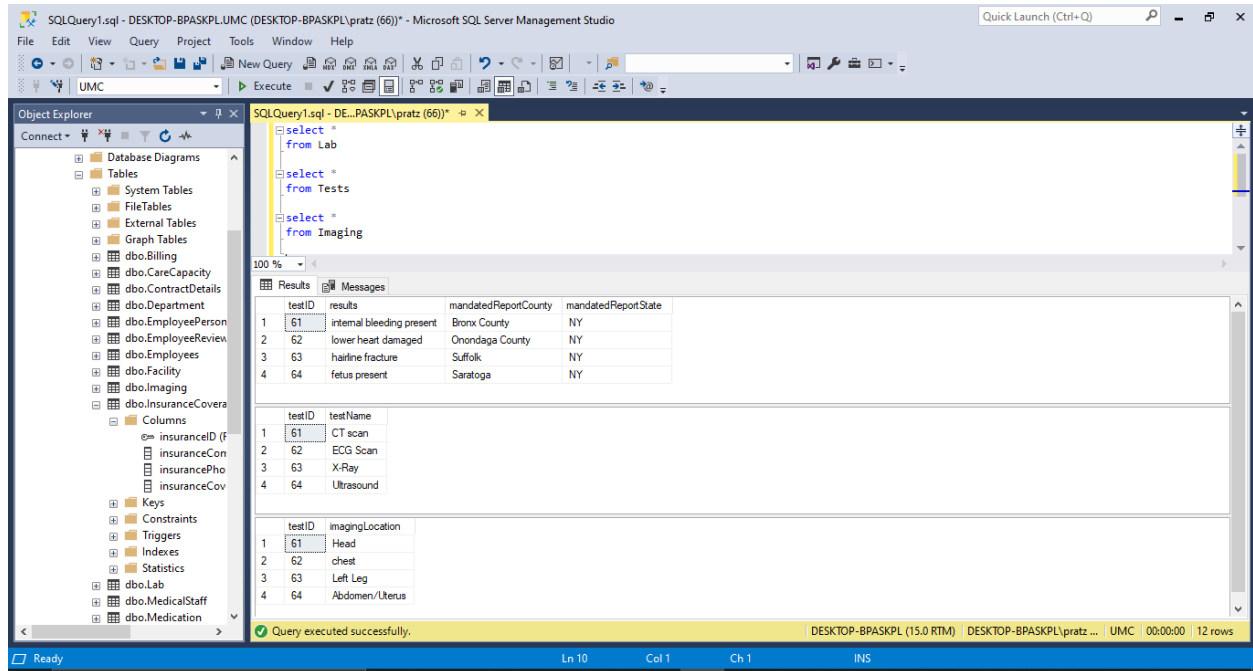 SQLQuery1.sql - DESKTOP-BPASKPL.UMC (DESKTOP-BPASKPL\pratz (66))* - Microsoft SQL Server Management Studio
Quick Launch (Ctrl+Q)
File Edit View Query Project Tools Window Help
New Query MDX DMX XMLA DAX
UMC Execute
Object Explorer
Connect
Database Diagrams
Tables
System Tables
FileTables
External Tables
Graph Tables
dbo.Billing
dbo.CareCapacity
dbo.ContractDetails
dbo.Department
dbo.EmployeePerson
dbo.EmployeeReview
dbo.Employees
dbo.Facility
dbo.Imaging
dbo.InsuranceCovera
Columns
insuranceID (F
insuranceCom
insurancePho
insuranceCov
Keys
Constraints
Triggers
Indexes
Statistics
dbo.Lab
dbo.MedicalStaff
dbo.Medication
SQLQuery1.sql - DE...PASKPL\pratz (66))*
select *
from Lab
select *
from Tests
select *
from Imaging
100 %
Results Messages
testID results mandatedReportCounty mandatedReportState
1 61 internal bleeding present Bronx County NY
2 62 lower heart damaged Onondaga County NY
3 63 hairline fracture Suffolk NY
4 64 fetus present Saratoga NY
testID testName
1 61 CT scan
2 62 ECG Scan
3 63 X-Ray
4 64 Ultrasound
testID imagingLocation
1 61 Head
2 62 chest
3 63 Left Leg
4 64 Abdomen/Uterus
Query executed successfully. DESKTOP-BPASKPL (15.0 RTM) DESKTOP-BPASKPL\pratz ... UMC 00:00:00 12 rows
Ready Ln 10 Col 1 Ch 1 INS